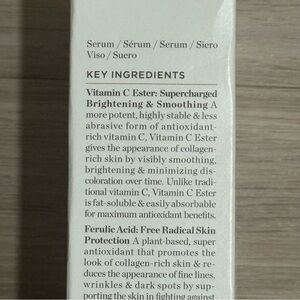 Serum / Sérum / Serum / Siero
Viso / Suero
KEY INGREDIENTS
Vitamin C Ester: Supercharged
Brightening & Smoothing A
more potent, highly stable & less
abrasive form of antioxidant-
rich vitamin C, Vitamin C Ester
gives the appearance of collagen-
rich skin by visibly smoothing,
brightening & minimizing dis-
coloration over time. Unlike tradi-
tional vitamin C, Vitamin C Ester
is fat-soluble & easily absorbable
for maximum antioxidant benefits.
Ferulic Acid: Free Radical Skin
Protection A plant-based, super
antioxidant that promotes the
look of collagen-rich skin & re-
duces the appearance of fine lines,
wrinkles & dark spots by sup-
porting the skin in fighting against